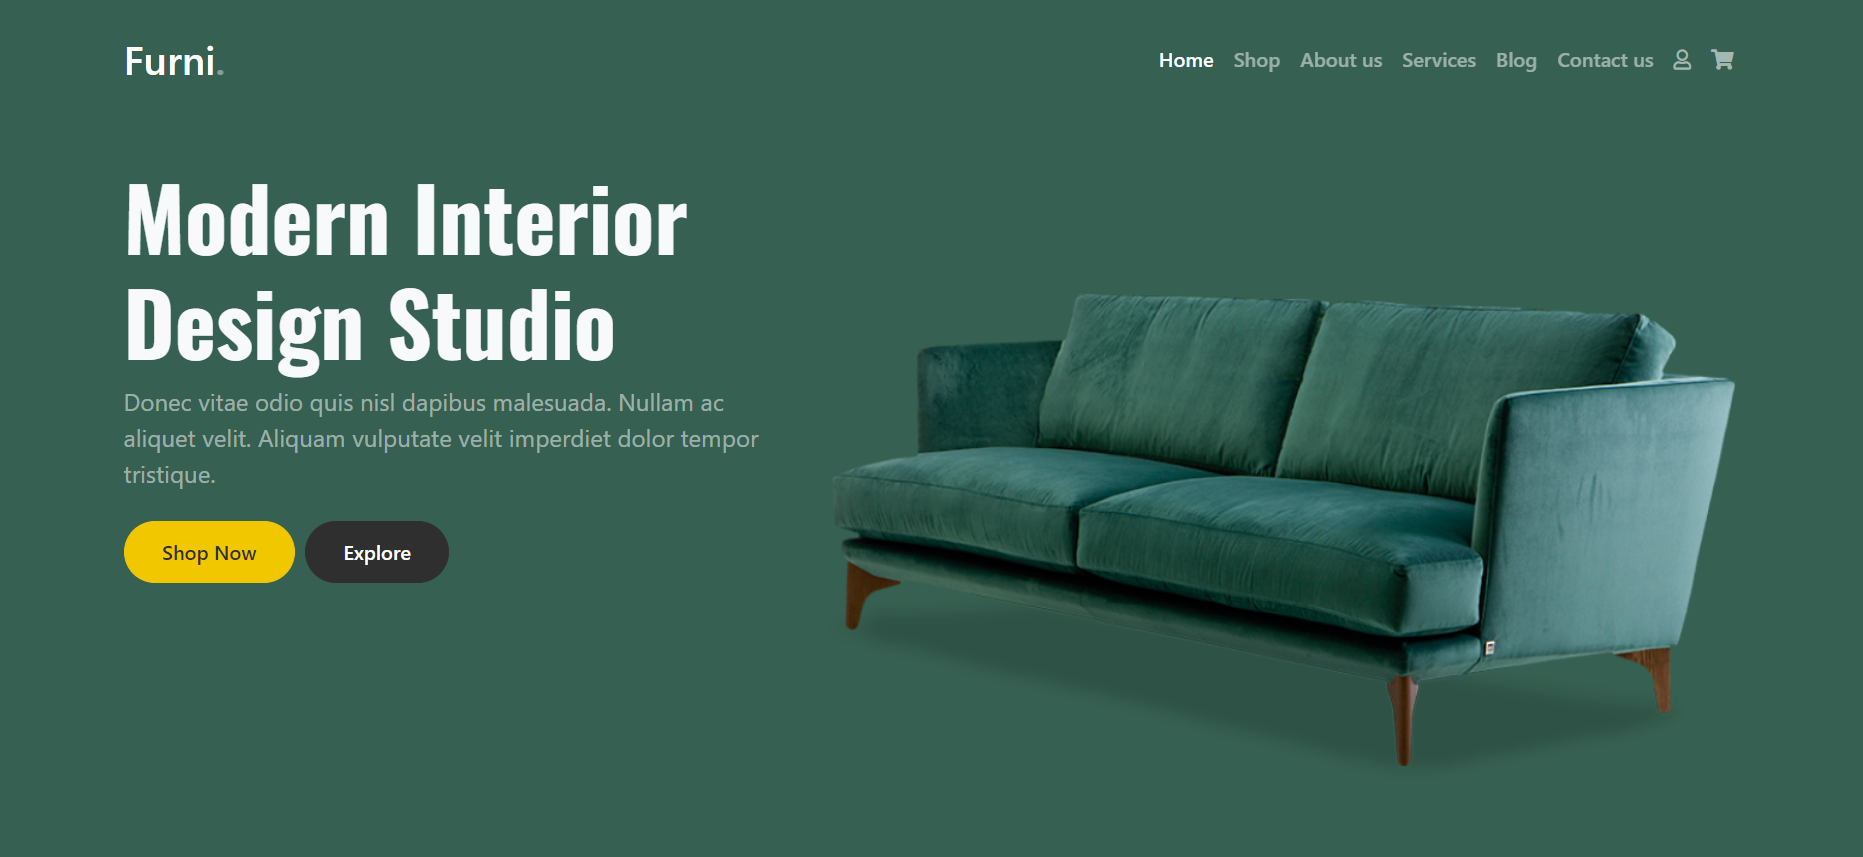 Furni.
Home Shop About us Services Blog Contact us
Modern Interior
Design Studio
Donec vitae odio quis nisl dapibus malesuada. Nullam ac
aliquet velit. Aliquam vulputate velit imperdiet dolor tempor
tristique.
Shop Now Explore